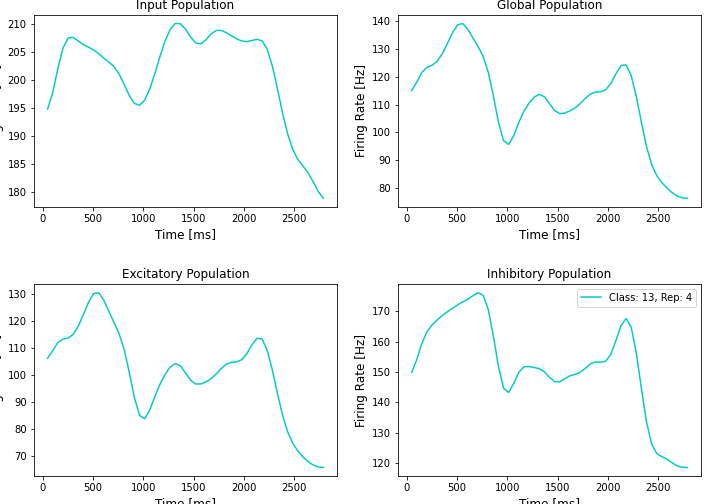 Input Population
Global Population
210
205
200
195
190
185
180
0 500 1000 1500 2000 2500
Time [ms]
Firing Rate [Hz]
140
120
100
80
0 500 1000 1500 2000 2500
Time [ms]
Excitatory Population
Inhibitory Population
130
120
110
100
90
80
70
0 500 1000 1500 2000 2500
Time [ms]
Firing Rate [Hz]
Class: 13, Rep: 4
170
160
150
140
130
120
0 500 1000 1500 2000 2500
Time [ms]